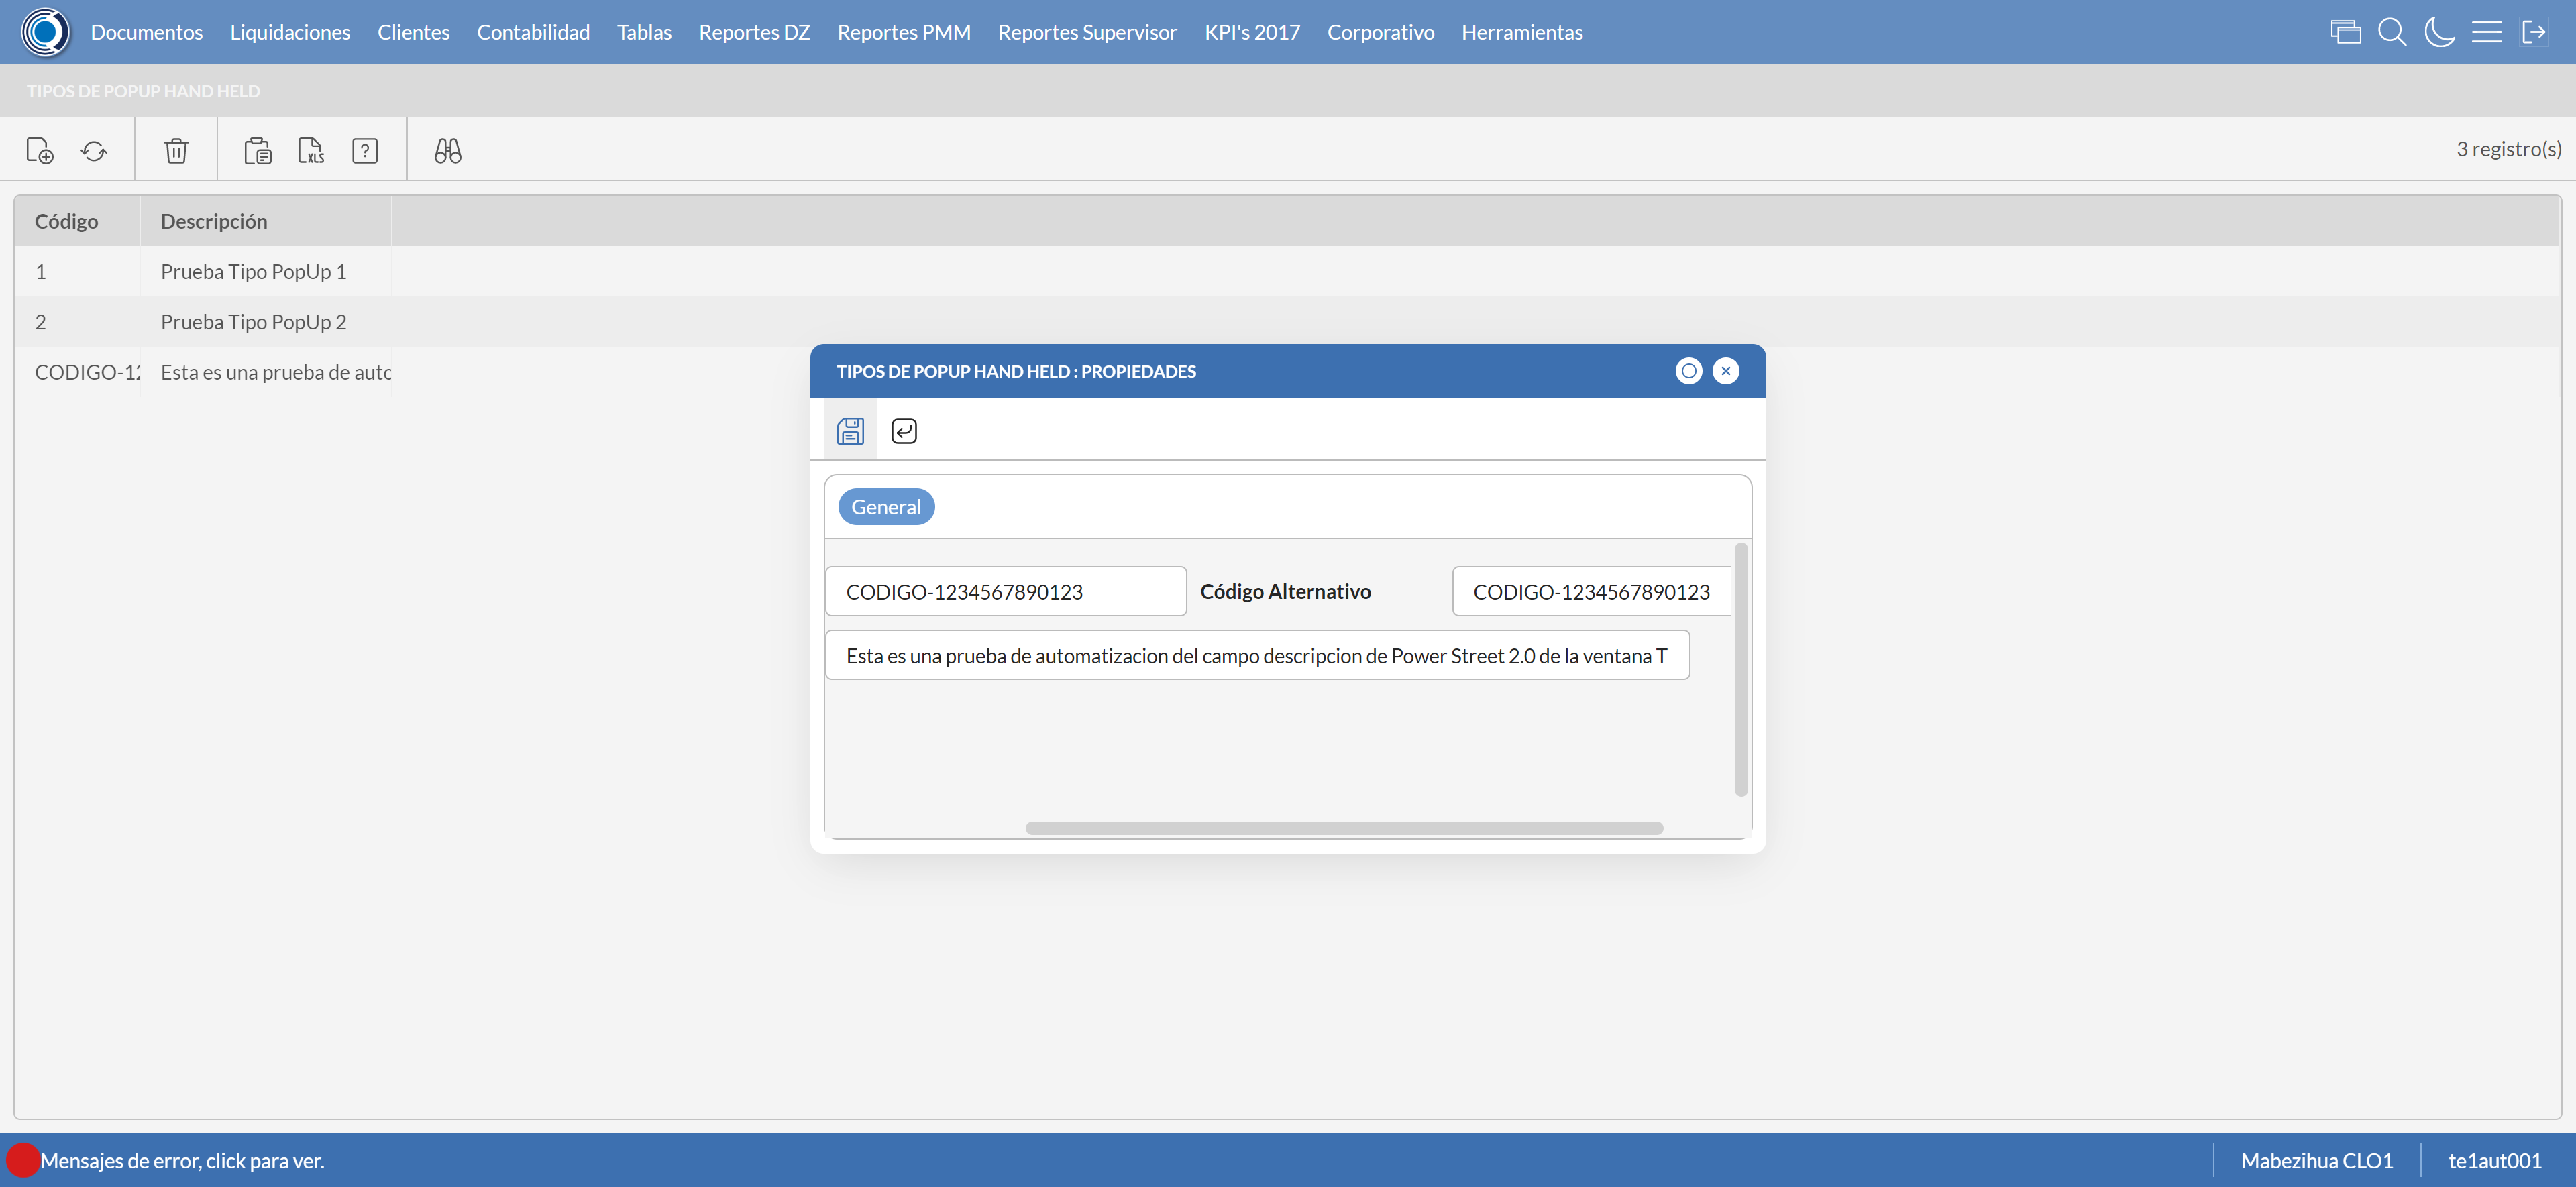 Documentos Liquidaciones Clientes Contabilidad Tablas Reportes DZ Reportes PMM Reportes Supervisor KPI's 2017 Corporativo Herramientas
TIPOS DE POPUP HAND HELD
XLS ? 3 registro(s)
Código Descripción
1 Prueba Tipo PopUp 1
2 Prueba Tipo PopUp 2
CODIGO-12 Esta es una prueba de auto
TIPOS DE POPUP HAND HELD : PROPIEDADES
General
CODIGO-1234567890123 Código Alternativo CODIGO-1234567890123
Esta es una prueba de automatizacion del campo descripcion de Power Street 2.0 de la ventana T
Mensajes de error, click para ver. Mabezihua CLO1 te1aut001